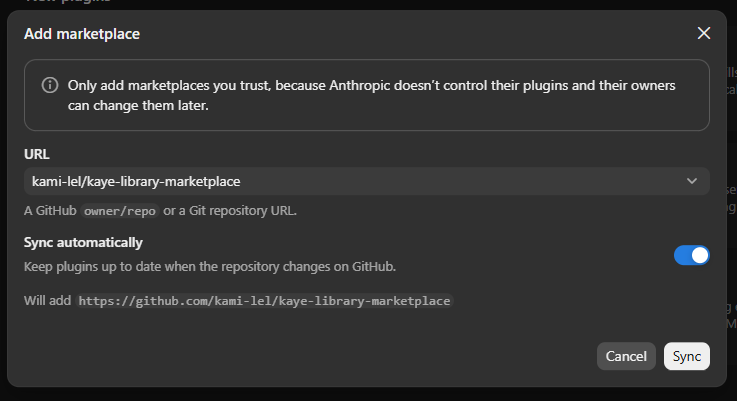 New plugins
Add marketplace
Only add marketplaces you trust, because Anthropic doesn’t control their plugins and their owners
can change them later.
URL
kami-lel/kaye-library-marketplace
A GitHub owner/repo or a Git repository URL.
Sync automatically
Keep plugins up to date when the repository changes on GitHub.
Will add https://github.com/kami-lel/kaye-library-marketplace
Cancel
Sync